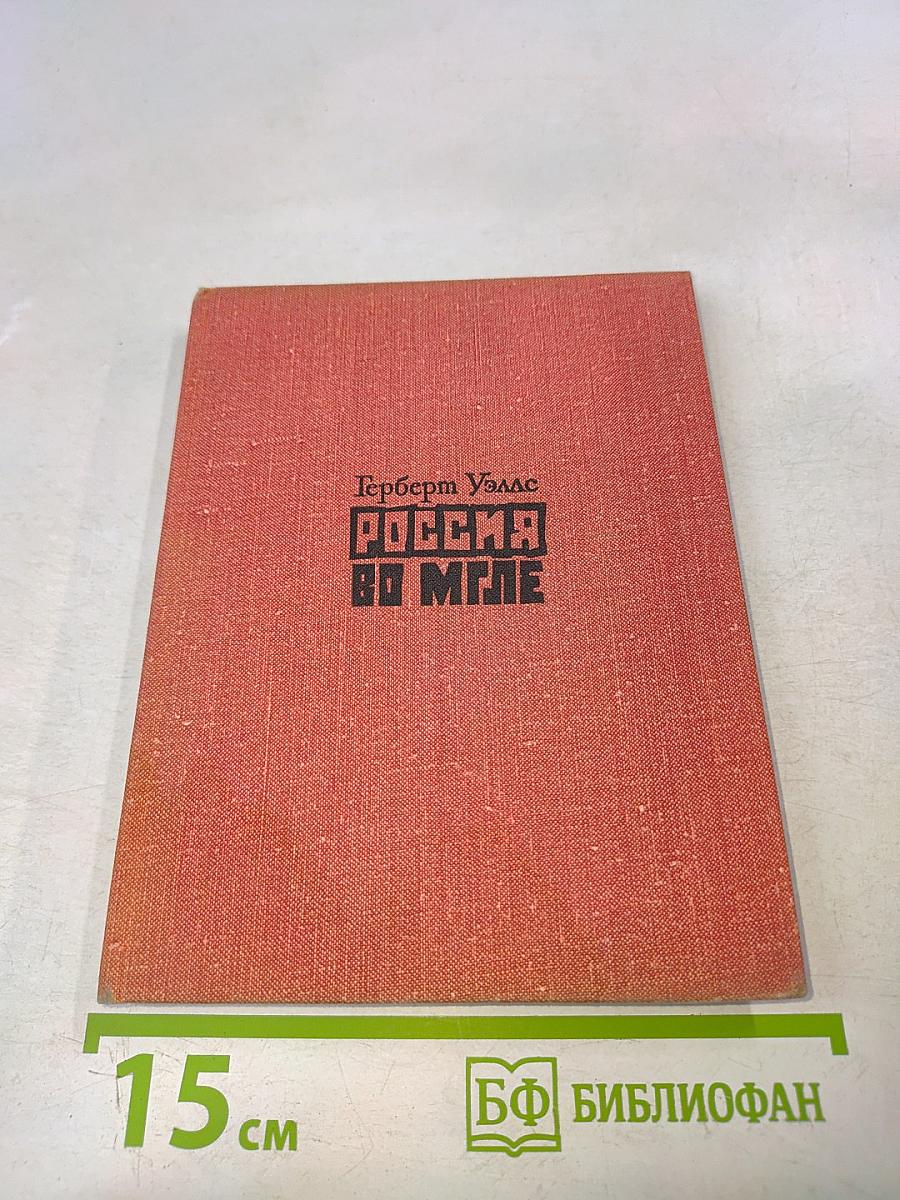 Герберт Уэллс
РОССИЯ
ВО МГЛЕ
15 см
БФ БИБЛИОФАН